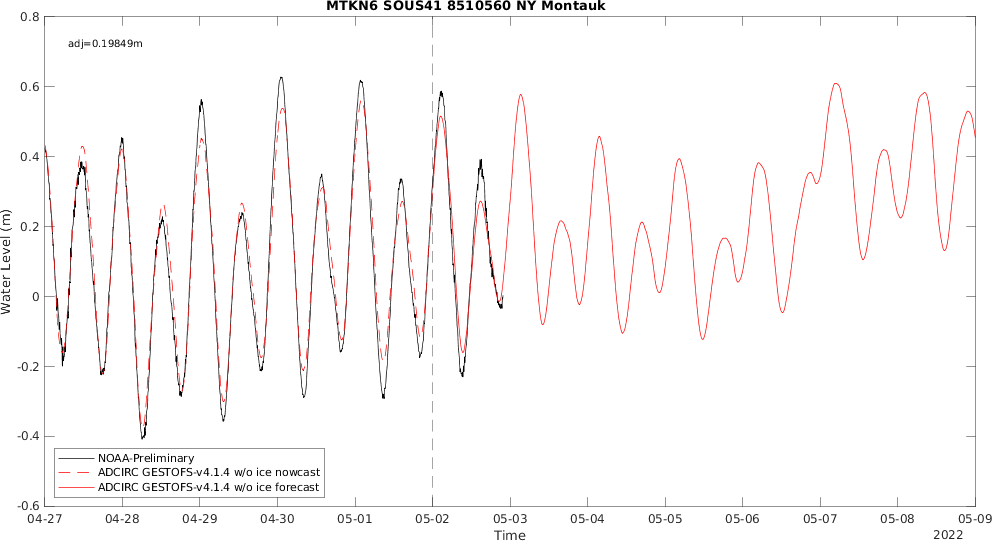 MTKN6 SOUS41 8510560 NY Montauk
0.8
adj=0.19849m
0.6
0.4
0.2
0
-0.2
-0.4
-0.6
Water Level (m)
NOAA-Preliminary
ADCIRC GESTOFS-v4.1.4 w/o ice nowcast
ADCIRC GESTOFS-v4.1.4 w/o ice forecast
04-27 04-28 04-29 04-30 05-01 05-02 05-03 05-04 05-05 05-06 05-07 05-08 05-09
Time
2022